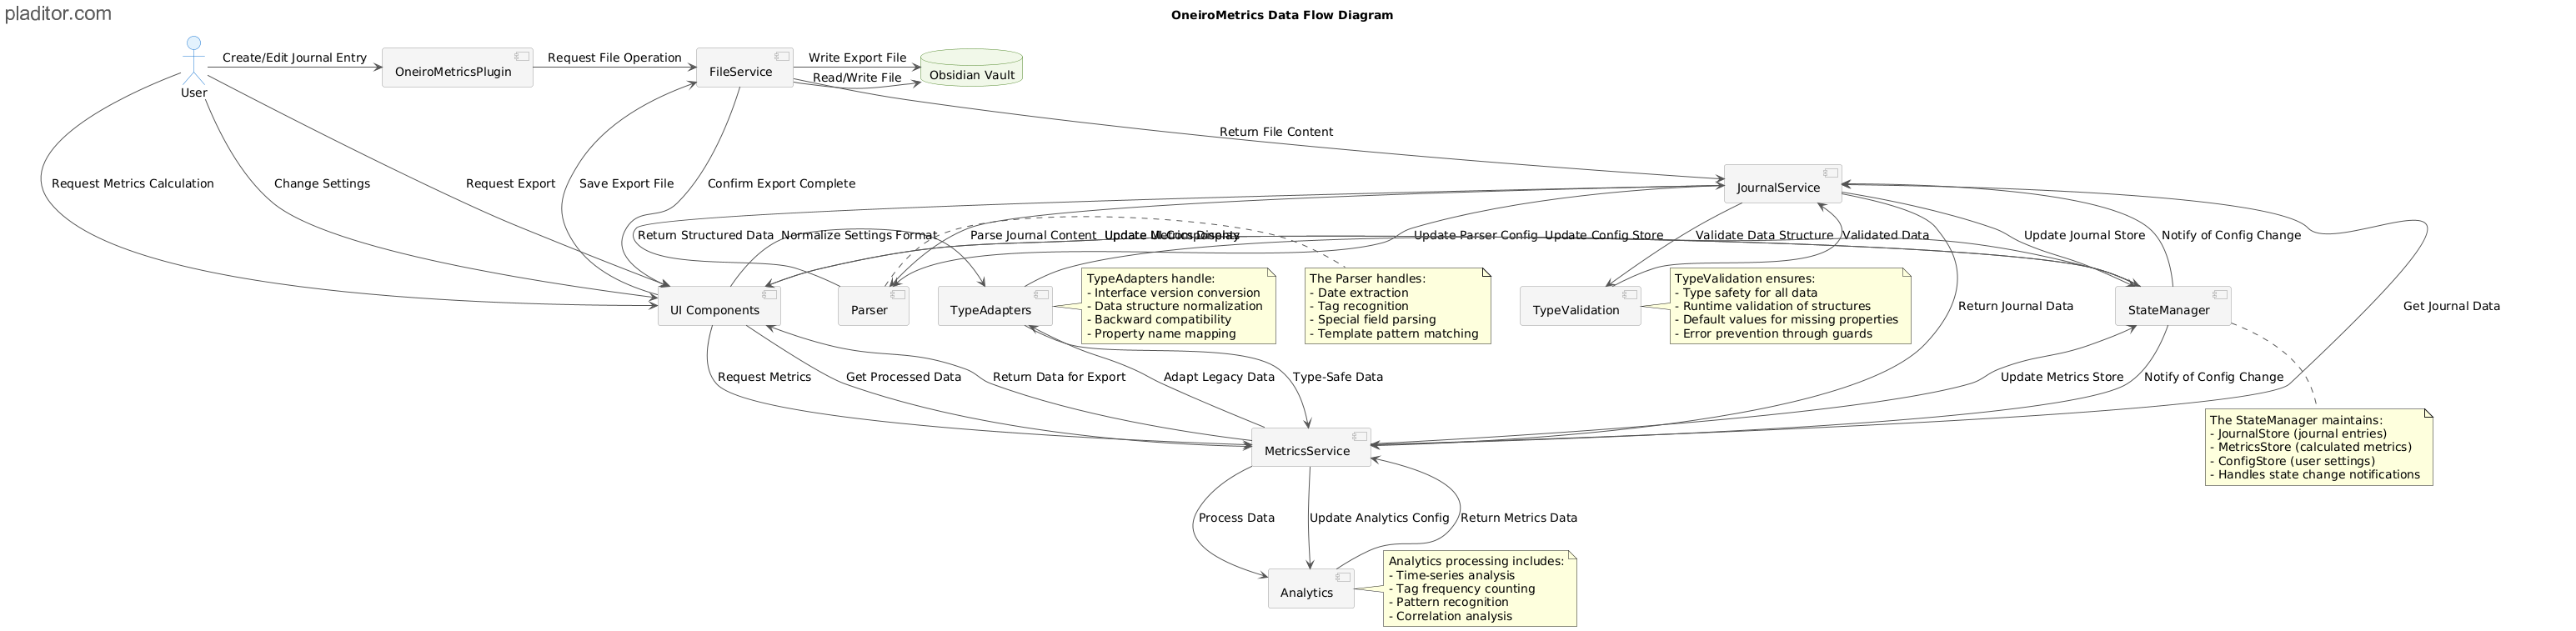 pladitor.com
OneiroMetrics Data Flow Diagram
User
Create/Edit Journal Entry
OneiroMetricsPlugin
Request File Operation
FileService
Write Export File
Read/Write File
Obsidian Vault
Return File Content
Request Metrics Calculation
Change Settings
Request Export
Save Export File
Confirm Export Complete
JournalService
Return Structured Data
Normalize Settings Format
Parse Journal Content
Update Metrics Display
Update UI Components
Update Parser Config
Update Config Store
Validate Data Structure
Validated Data
Update Journal Store
Notify of Config Change
UI Components
Parser
TypeAdapters
TypeAdapters handle:
- Interface version conversion
- Data structure normalization
- Backward compatibility
- Property name mapping
The Parser handles:
- Date extraction
- Tag recognition
- Special field parsing
- Template pattern matching
TypeValidation
TypeValidation ensures:
- Type safety for all data
- Runtime validation of structures
- Default values for missing properties
- Error prevention through guards
Return Journal Data
StateManager
Get Journal Data
Request Metrics
Get Processed Data
Return Data for Export
Adapt Legacy Data
Type-Safe Data
Update Metrics Store
Notify of Config Change
MetricsService
The StateManager maintains:
- JournalStore (journal entries)
- MetricsStore (calculated metrics)
- ConfigStore (user settings)
- Handles state change notifications
Process Data
Update Analytics Config
Return Metrics Data
Analytics
Analytics processing includes:
- Time-series analysis
- Tag frequency counting
- Pattern recognition
- Correlation analysis